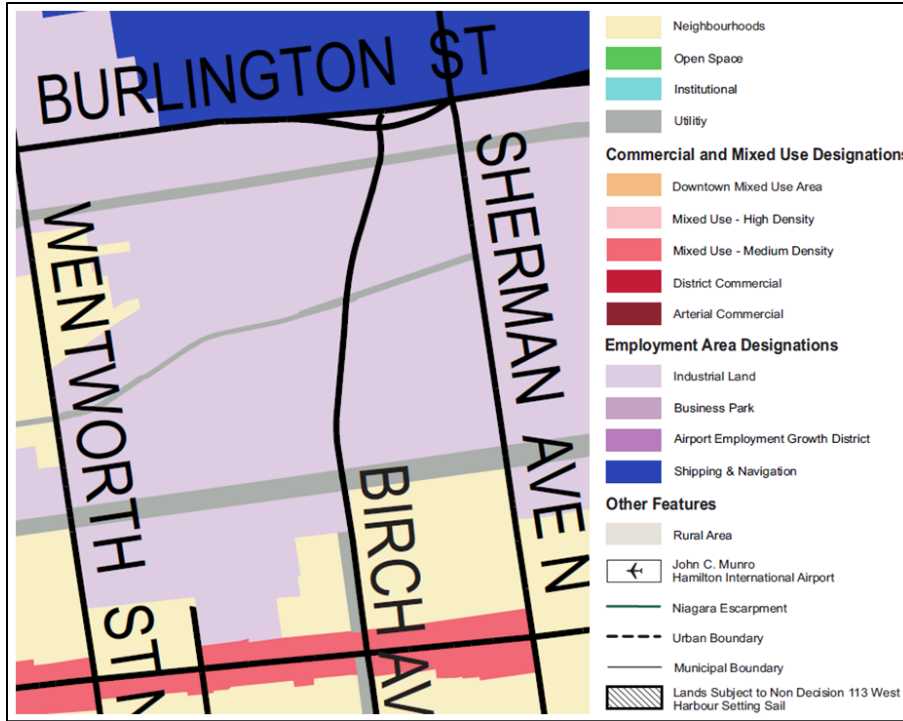 BURLINGTON ST
WENTWORTH ST N
BIRCH AV
SHERMAN AVE N
Neighbourhoods
Open Space
Institutional
Utilitiy
Commercial and Mixed Use Designations
Downtown Mixed Use Area
Mixed Use - High Density
Mixed Use - Medium Density
District Commercial
Arterial Commercial
Employment Area Designations
Industrial Land
Business Park
Airport Employment Growth District
Shipping & Navigation
Other Features
Rural Area
John C. Munro
Hamilton International Airport
Niagara Escarpment
Urban Boundary
Municipal Boundary
Lands Subject to Non Decision 113 West
Harbour Setting Sail